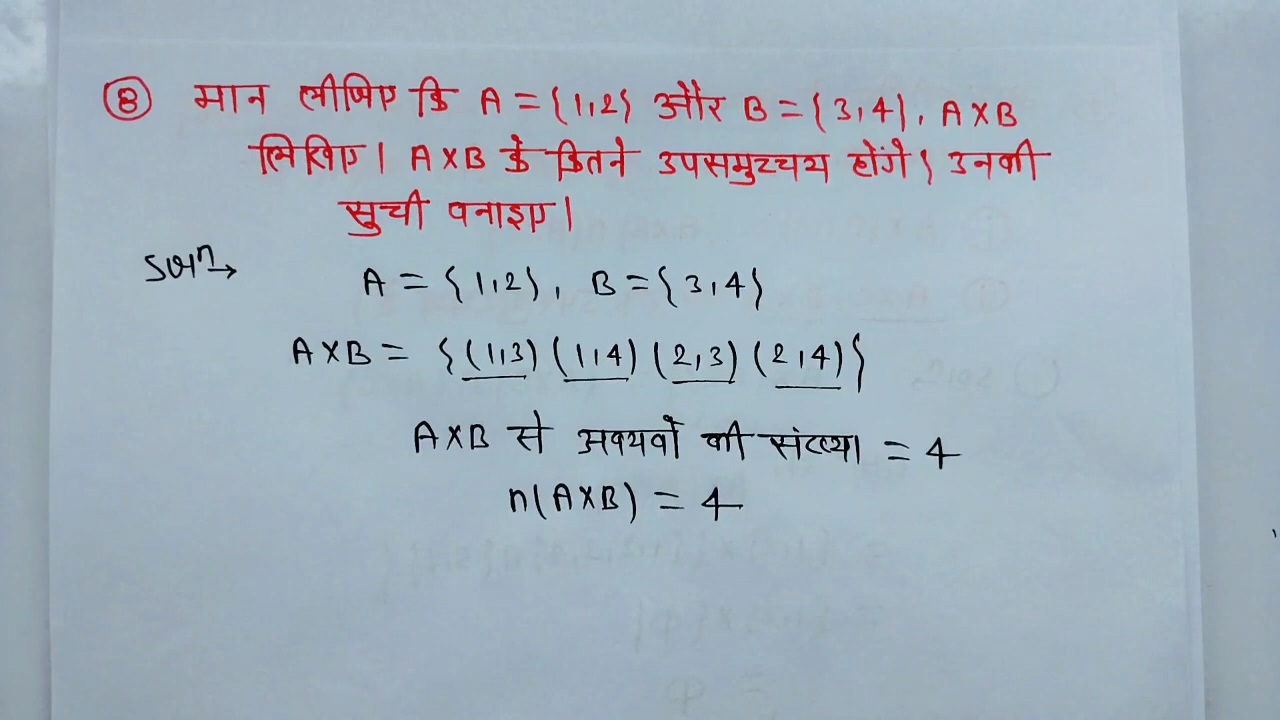 ⑧ मान लीजिए कि A = {1,2} और B = {3,4}, A×B
लिखिए। A×B के कितने उपसमुच्चय होंगे} उनकी
सुची वनाइए।
Solⁿ→ A = {1,2}, B = {3,4}
A×B = {(1,3) (1,4) (2,3) (2,4)}
A×B से अवयवों की संख्या = 4
n(A×B) = 4